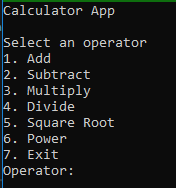 Calculator App
Select an operator
1. Add
2. Subtract
3. Multiply
4. Divide
5. Square Root
6. Power
7. Exit
Operator: